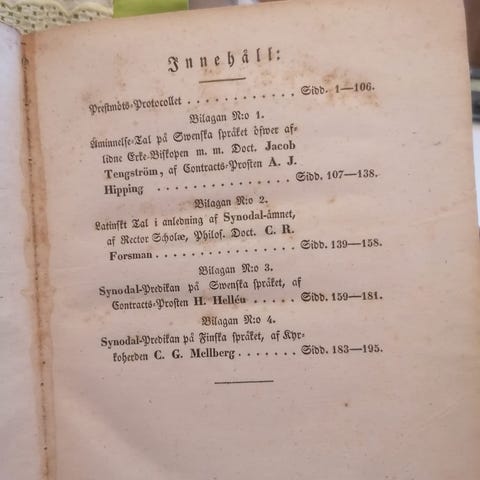 Innehåll:
Prestmöts-Protocollet . . . . . . . . . . . Sidd. 1—106.
Bilagan N:o 1.
Åminnelse-Tal på Swenska språket öfwer af-
lidne Erke-Biskopen m. m. Doct. Jacob
Tengström, af Contracts-Prosten A. J.
Hipping . . . . . . . . . . . . . . Sidd. 107—138.
Bilagan N:o 2.
Latinskt Tal i anledning af Synodal-ämnet,
af Rector Scholæ, Philos. Doct. C. R.
Forsman . . . . . . . . . . . . . . Sidd. 139—158.
Bilagan N:o 3.
Synodal-Predikan på Swenska språket, af
Contracts-Prosten H. Helléu . . . . . Sidd. 159—181.
Bilagan N:o 4.
Synodal-Predikan på Finska språket, af Kyr-
koherden C. G. Mellberg . . . . . . . Sidd. 183—195.